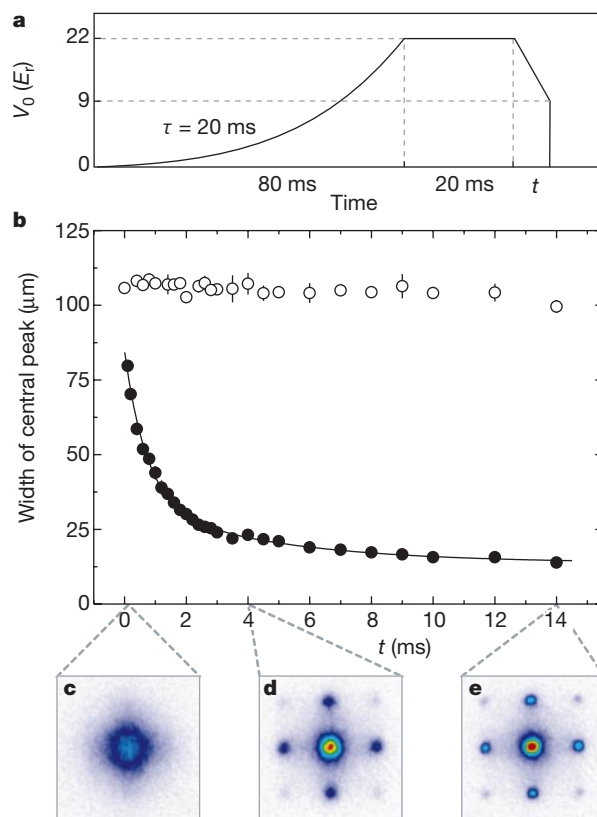 a
22
9
0
V₀ (Eᵣ)
τ = 20 ms
80 ms
20 ms
t
Time
b
125
100
75
50
25
0
Width of central peak (μm)
0 2 4 6 8 10 12 14
t (ms)
c
d
e